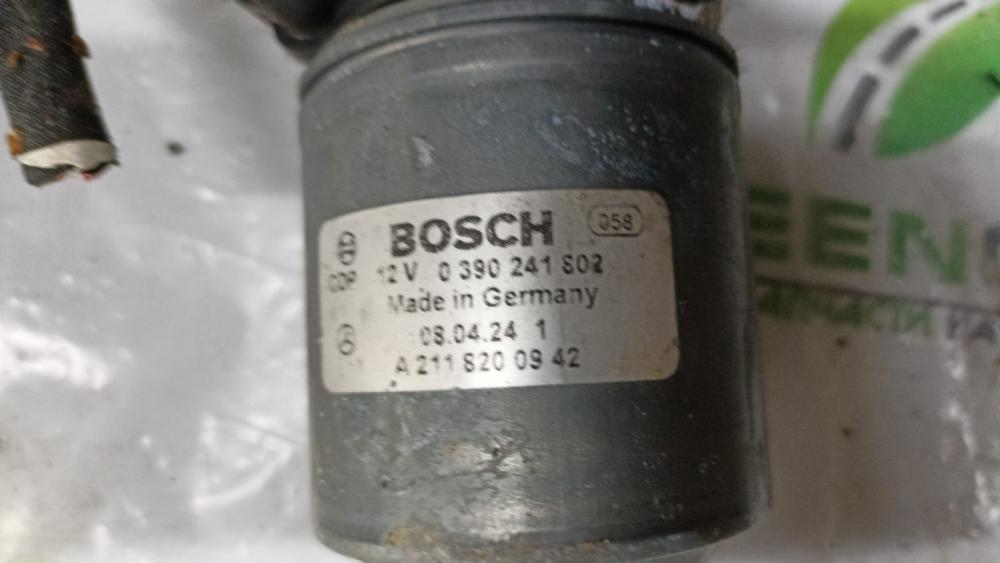 BOSCH 058
CDP 12 V 0 390 241 802
Made in Germany
08.04.24 1
A 211 820 09 42
EEN